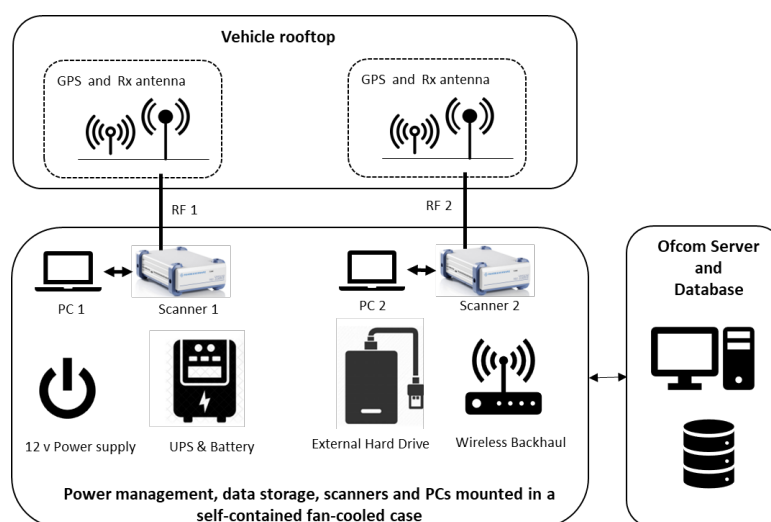 Vehicle rooftop
GPS and Rx antenna
GPS and Rx antenna
RF 1
RF 2
PC 1
Scanner 1
PC 2
Scanner 2
12 v Power supply
UPS & Battery
External Hard Drive
Wireless Backhaul
Power management, data storage, scanners and PCs mounted in a
self-contained fan-cooled case
Ofcom Server
and
Database